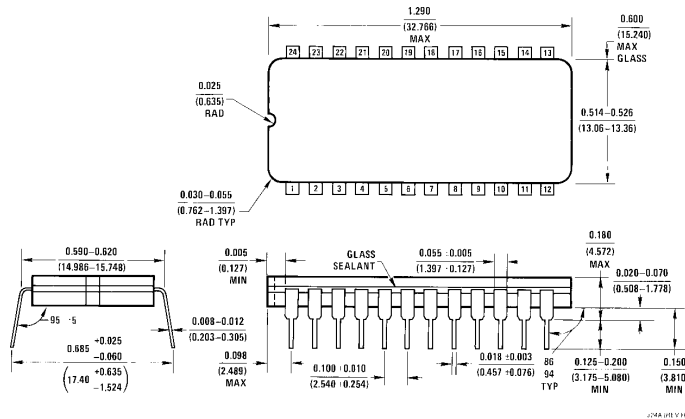 1.290
(32.766)
MAX
0.600
(15.240)
MAX
GLASS
24 23 22 21 20 19 18 17 16 15 14 13
0.025
(0.635)
RAD
0.514–0.526
(13.06–13.36)
0.030–0.055
(0.762–1.397)
RAD TYP
1 2 3 4 5 6 7 8 9 10 11 12
0.590–0.620
(14.986–15.748)
0.005
(0.127)
MIN
GLASS
SEALANT
0.055 ±0.005
(1.397 ±0.127)
0.180
(4.572)
MAX
0.020–0.070
(0.508–1.778)
95 ±5
0.008–0.012
(0.203–0.305)
0.685 +0.025 -0.060
(17.40 +0.635 -1.524)
0.098
(2.489)
MAX
0.100 ±0.010
(2.540 ±0.254)
0.018 ±0.003
(0.457 ±0.076)
86
94
TYP
0.125–0.200
(3.175–5.080)
MIN
0.150
(3.810)
MIN